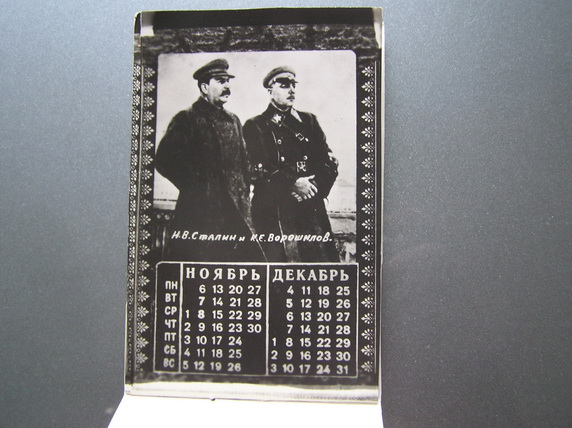 И.В.Сталин и К.Е.Ворошилов.
НОЯБРЬ ДЕКАБРЬ
ПН 6 13 20 27 4 11 18 25
ВТ 7 14 21 28 5 12 19 26
СР 1 8 15 22 29 6 13 20 27
ЧТ 2 9 16 23 30 7 14 21 28
ПТ 3 10 17 24 1 8 15 22 29
СБ 4 11 18 25 2 9 16 23 30
ВС 5 12 19 26 3 10 17 24 31